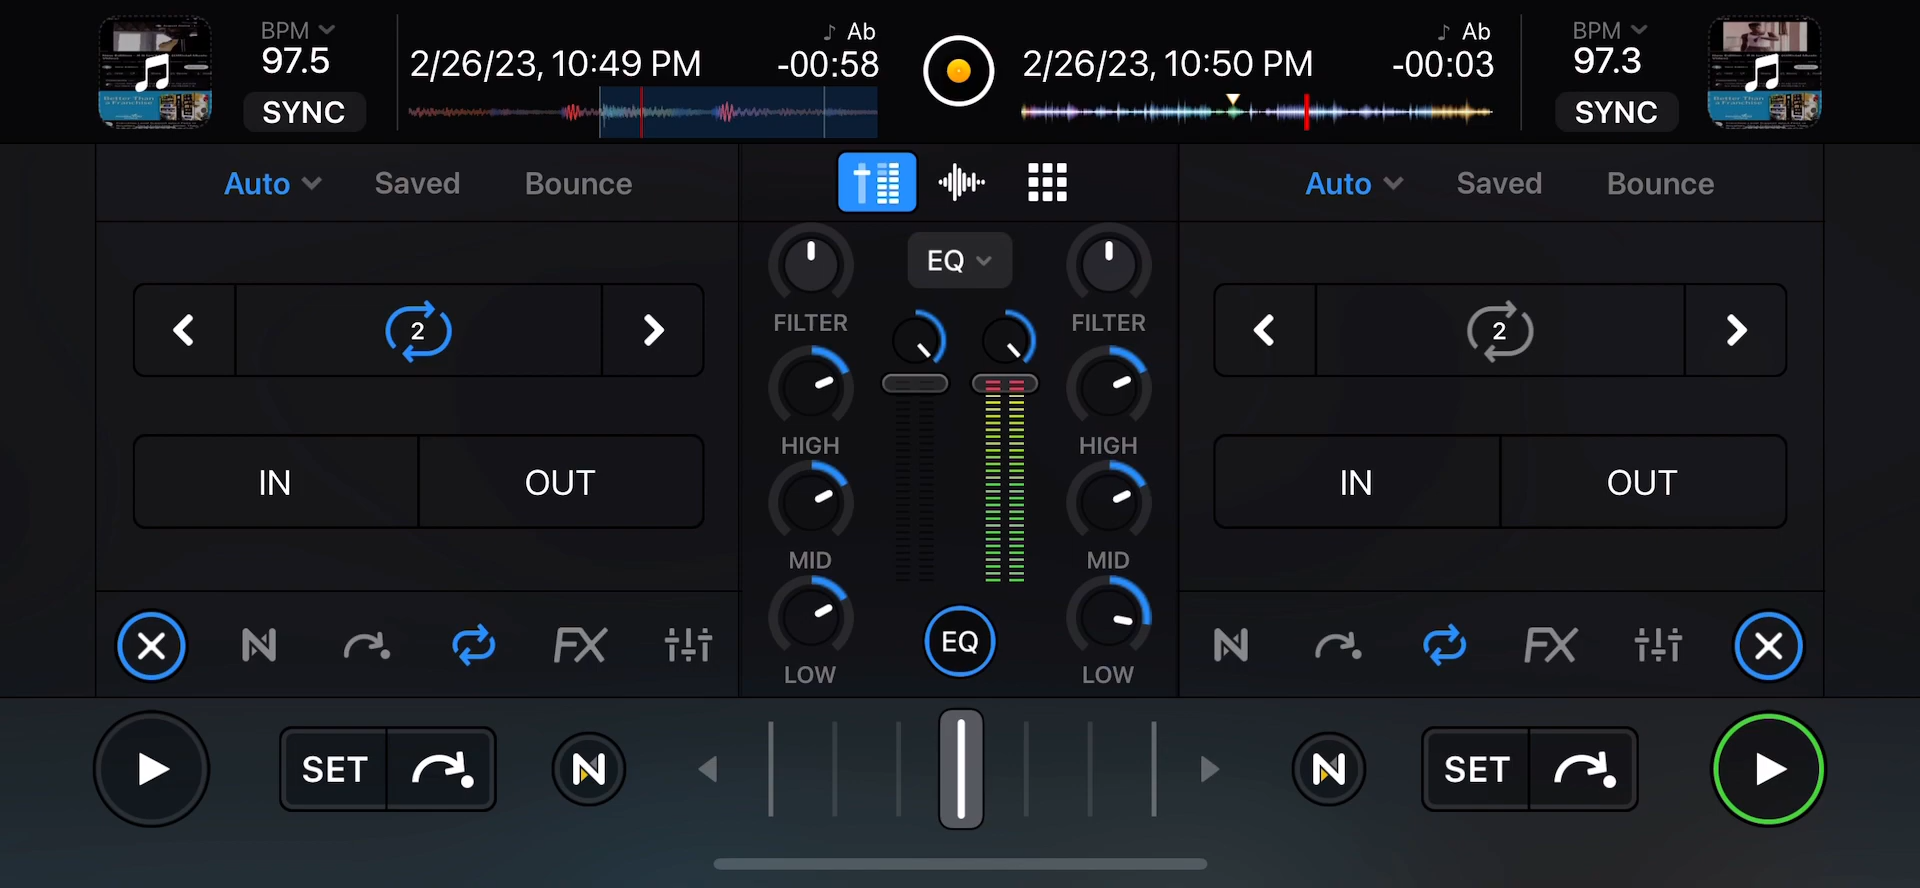 BPM
97.5
SYNC
2/26/23, 10:49 PM
Ab
-00:58
2/26/23, 10:50 PM
Ab
-00:03
BPM
97.3
SYNC
Auto Saved Bounce
Auto Saved Bounce
EQ
FILTER
FILTER
2
2
HIGH
HIGH
IN OUT
IN OUT
MID
MID
N FX
EQ
N FX
LOW
LOW
SET
N
N
SET